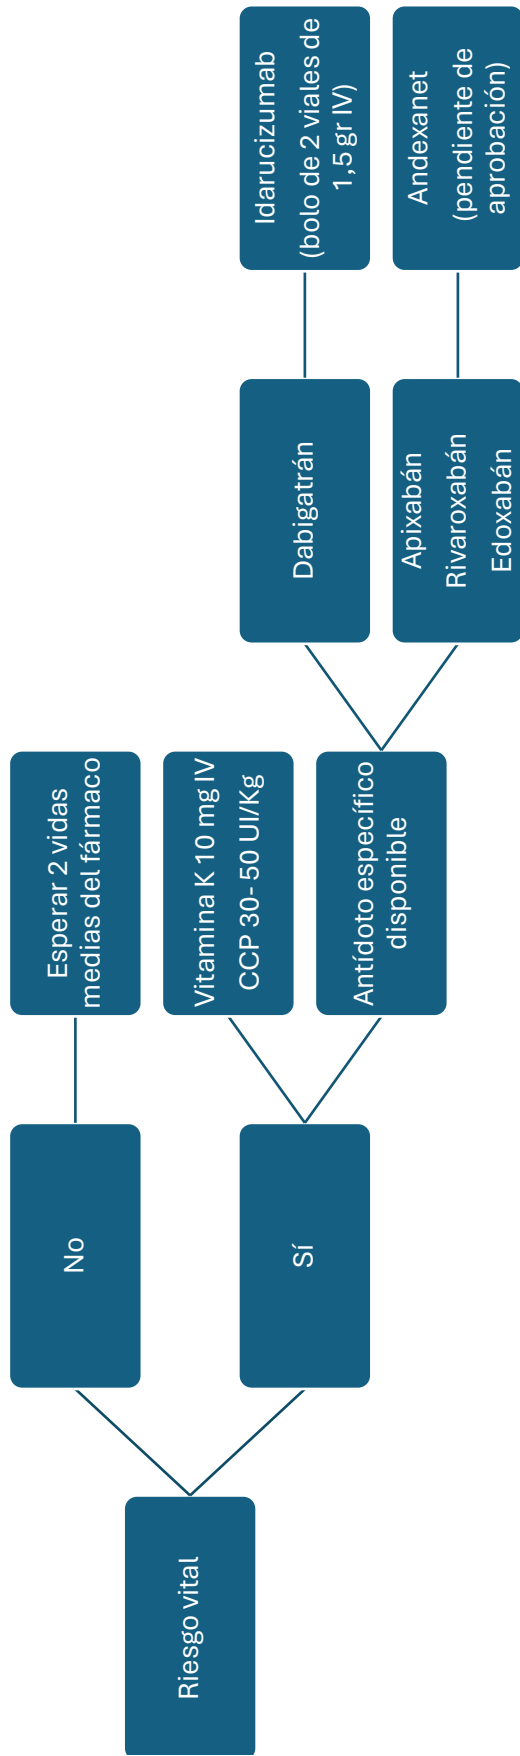 Riesgo vital
No
Esperar 2 vidas
medias del fármaco
Sí
Vitamina K 10 mg IV
CCP 30- 50 UI/Kg
Antídoto específico
disponible
Dabigatrán
Idarucizumab
(bolo de 2 viales de
1,5 gr IV)
Apixabán
Rivaroxabán
Edoxabán
Andexanet
(pendiente de
aprobación)